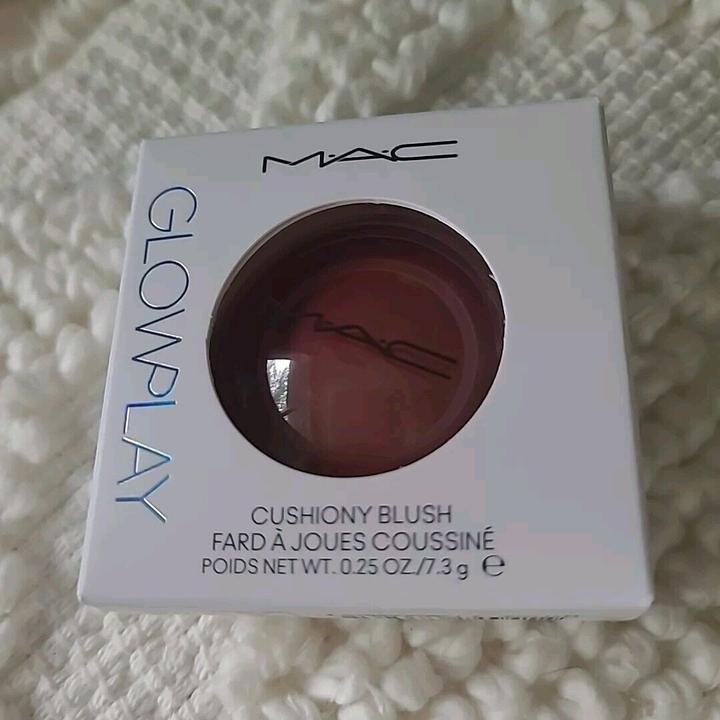 M·A·C
GLOWPLAY
M·A·C
CUSHIONY BLUSH
FARD À JOUES COUSSINÉ
POIDS NET WT. 0.25 OZ./7.3 g ℮